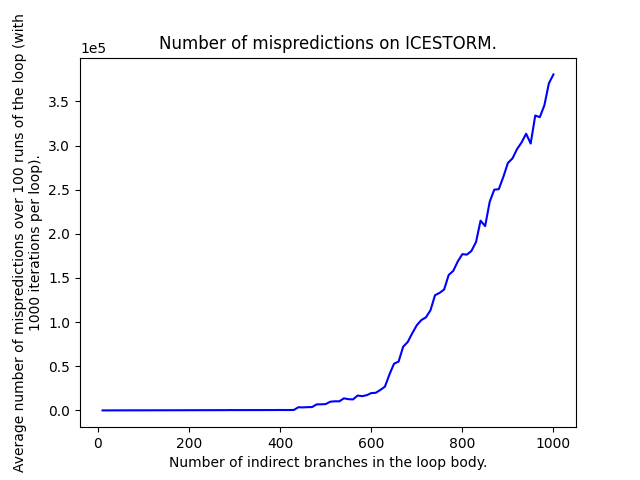 Number of mispredictions on ICESTORM.
1e5
3.5
3.0
2.5
2.0
1.5
1.0
0.5
0.0
0 200 400 600 800 1000
Number of indirect branches in the loop body.
Average number of mispredictions over 100 runs of the loop (with
1000 iterations per loop).